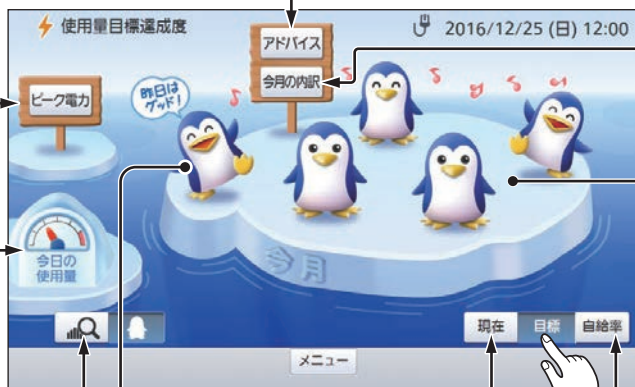 使用量目標達成度
2016/12/25 (日) 12:00
アドバイス
今月の内訳
ピーク電力
昨日は
グッド!
今日の
使用量
今月
現在
目標
自給率
メニュー